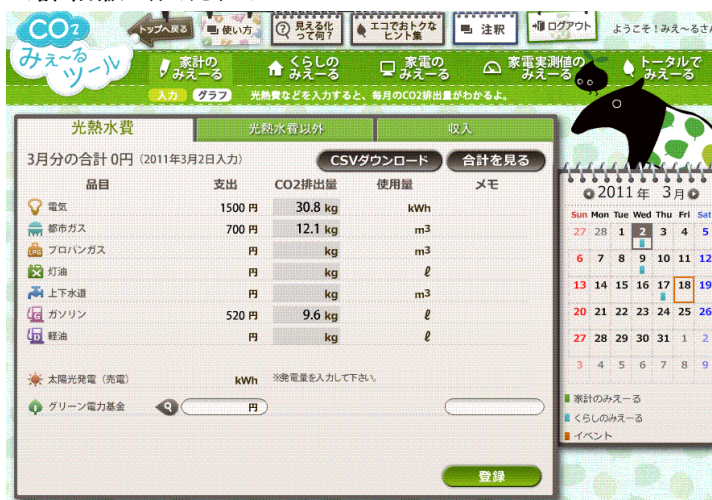 CO2
みえ~る
ツール
トップへ戻る
使い方
見える化
って何?
エコでおトクな
ヒント集
注釈
ログアウト
ようこそ!みえ~るさん
家計の
みえーる
くらしの
みえーる
家電の
みえーる
家電実測値の
みえーる
トータルで
みえーる
入力 グラフ 光熱費などを入力すると、毎月のCO2排出量がわかるよ。
光熱水費 光熱水費以外 収入
3月分の合計 0円(2011年3月2日入力) CSVダウンロード 合計を見る
品目 支出 CO2排出量 使用量 メモ
電気 1500 円 30.8 kg kWh
都市ガス 700 円 12.1 kg m3
LPG プロパンガス 円 kg m3
灯油 円 kg ℓ
上下水道 円 kg m3
ガソリン 520 円 9.6 kg ℓ
軽油 円 kg ℓ
太陽光発電(売電) kWh ※発電量を入力して下さい。
グリーン電力基金 円
登録
2011年 3月
Sun Mon Tue Wed Thu Fri Sat
27 28 1 2 3 4 5
6 7 8 9 10 11 12
13 14 15 16 17 18 19
20 21 22 23 24 25 26
27 28 29 30 31 1 2
3 4 5 6 7 8 9
家計のみえーる
くらしのみえーる
イベント